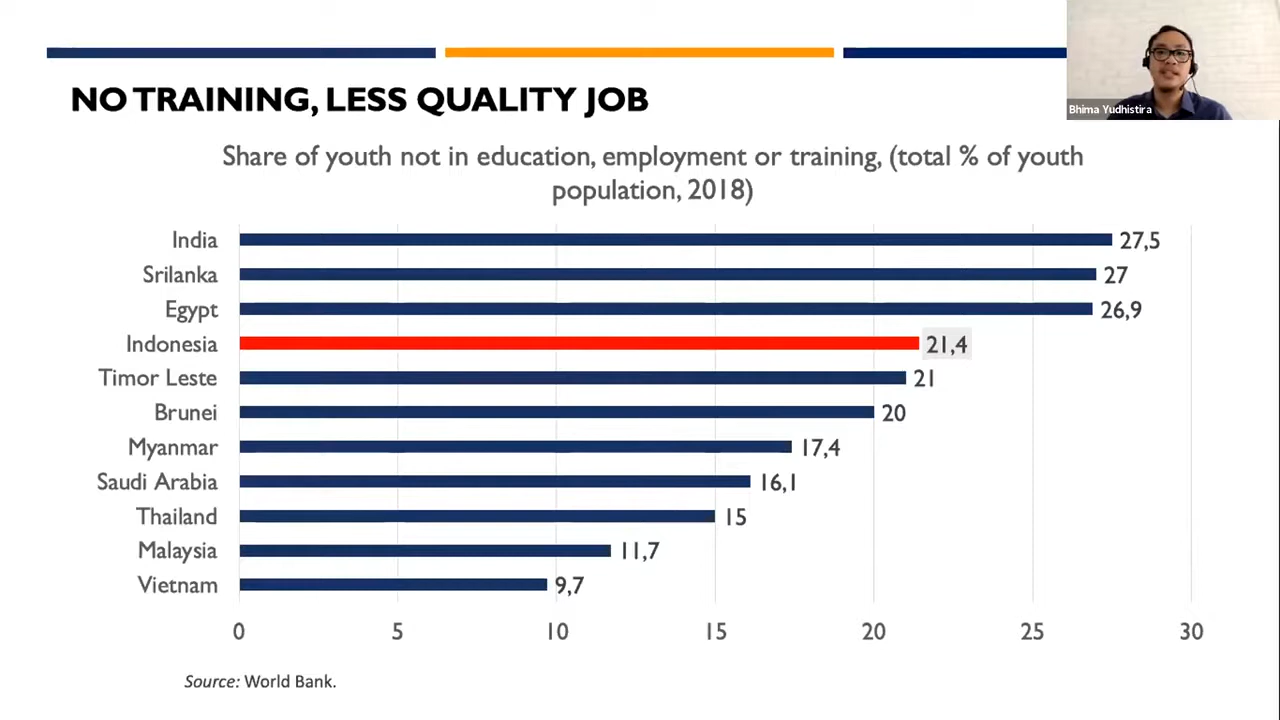 Bhima Yudhistira
NO TRAINING, LESS QUALITY JOB
Share of youth not in education, employment or training, (total % of youth
population, 2018)
India 27,5
Srilanka 27
Egypt 26,9
Indonesia 21,4
Timor Leste 21
Brunei 20
Myanmar 17,4
Saudi Arabia 16,1
Thailand 15
Malaysia 11,7
Vietnam 9,7
0 5 10 15 20 25 30
Source: World Bank.